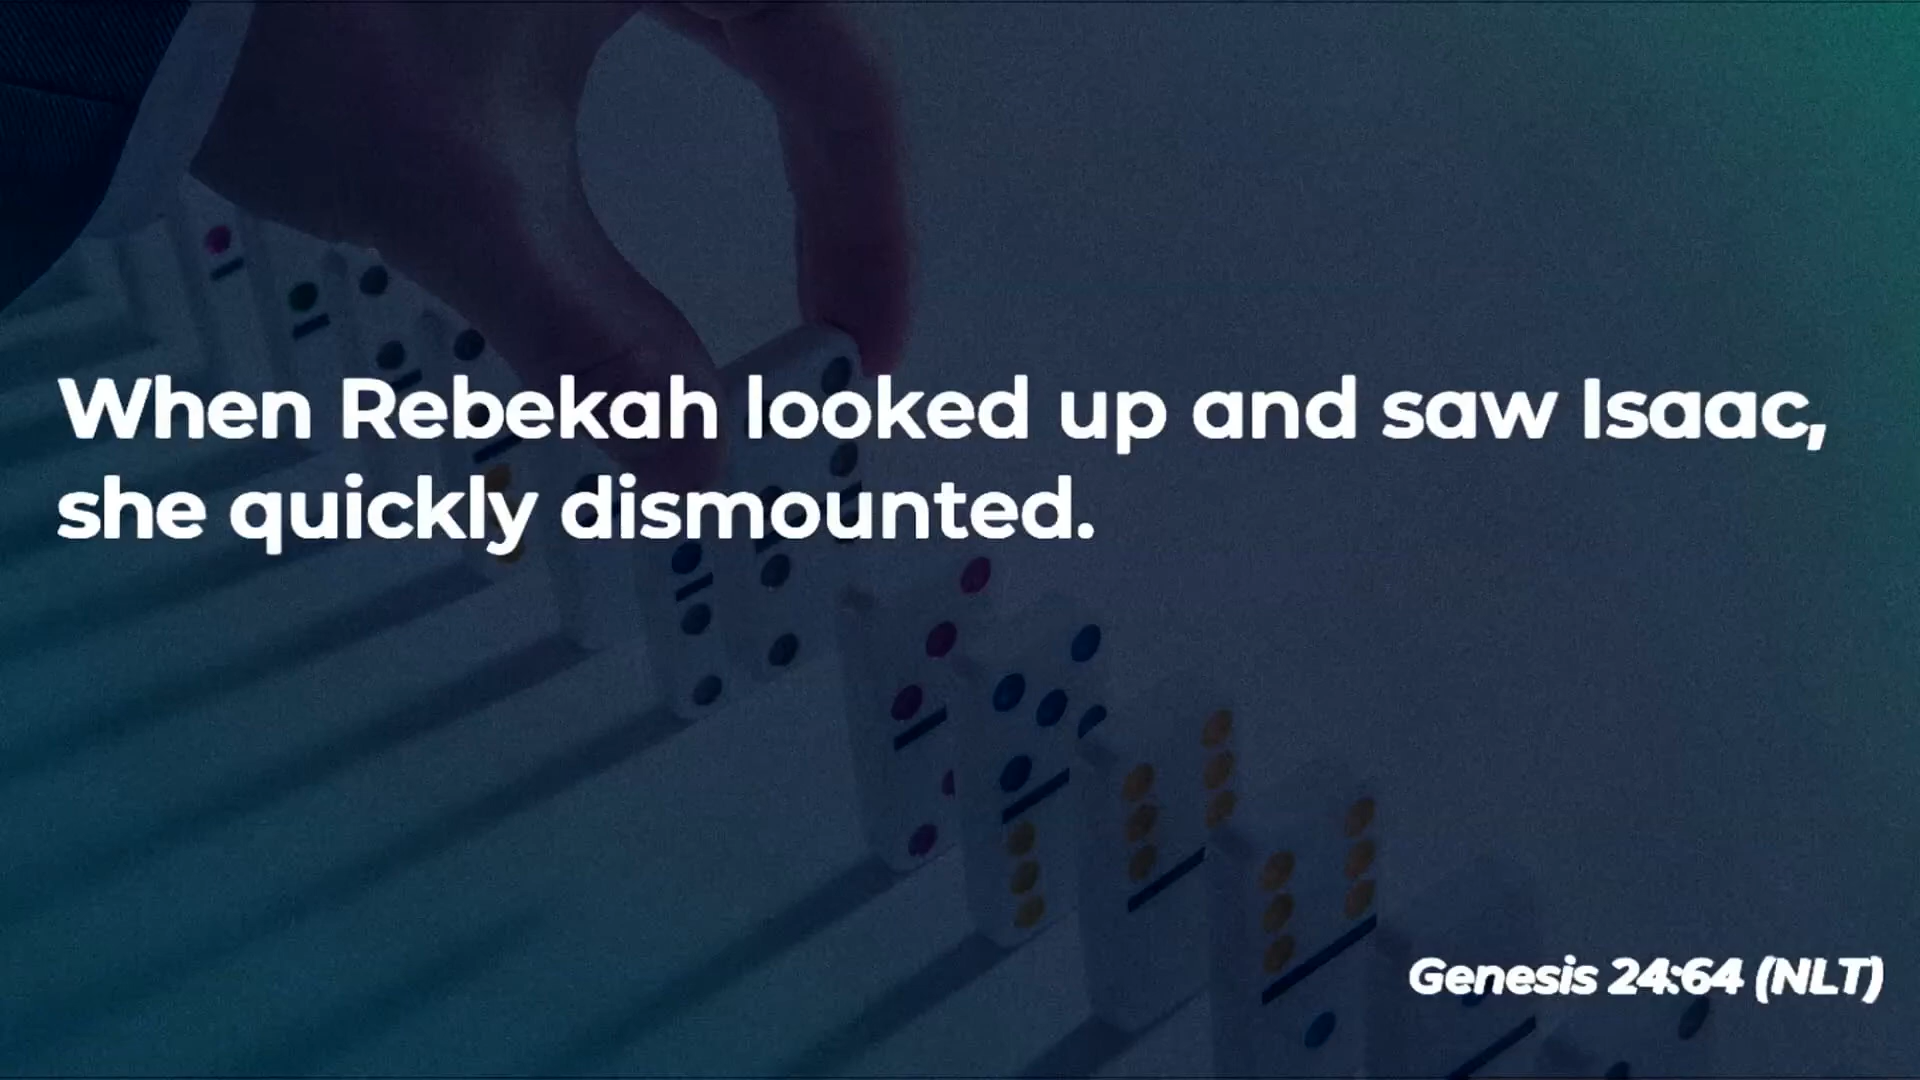 When Rebekah looked up and saw Isaac,
she quickly dismounted.
Genesis 24:64 (NLT)